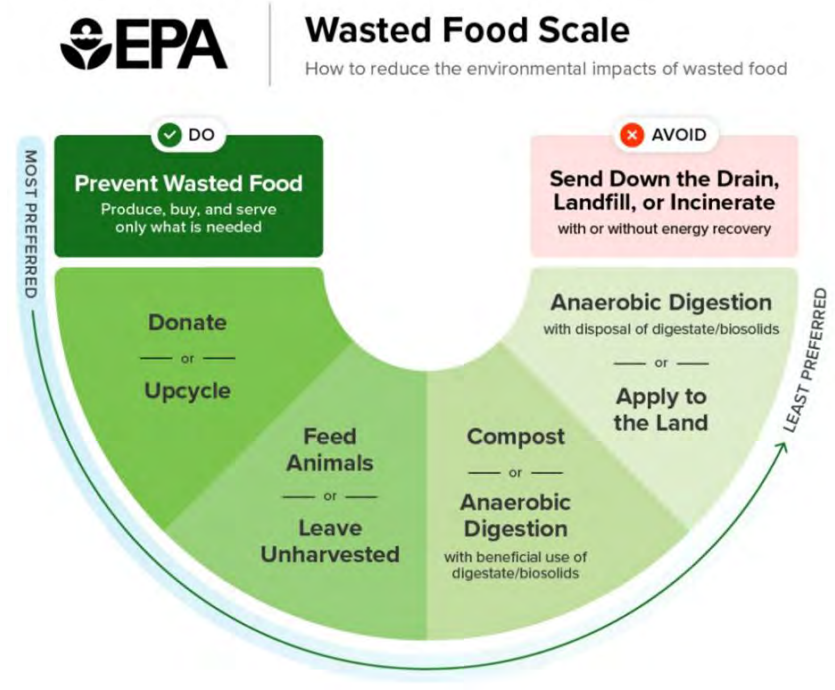 EPA
Wasted Food Scale
How to reduce the environmental impacts of wasted food
DO
Prevent Wasted Food
Produce, buy, and serve
only what is needed
AVOID
Send Down the Drain,
Landfill, or Incinerate
with or without energy recovery
MOST PREFERRED
Donate
or
Upcycle
Feed
Animals
or
Leave
Unharvested
Compost
or
Anaerobic
Digestion
with beneficial use of
digestate/biosolids
Anaerobic Digestion
with disposal of digestate/biosolids
or
Apply to
the Land
LEAST PREFERRED